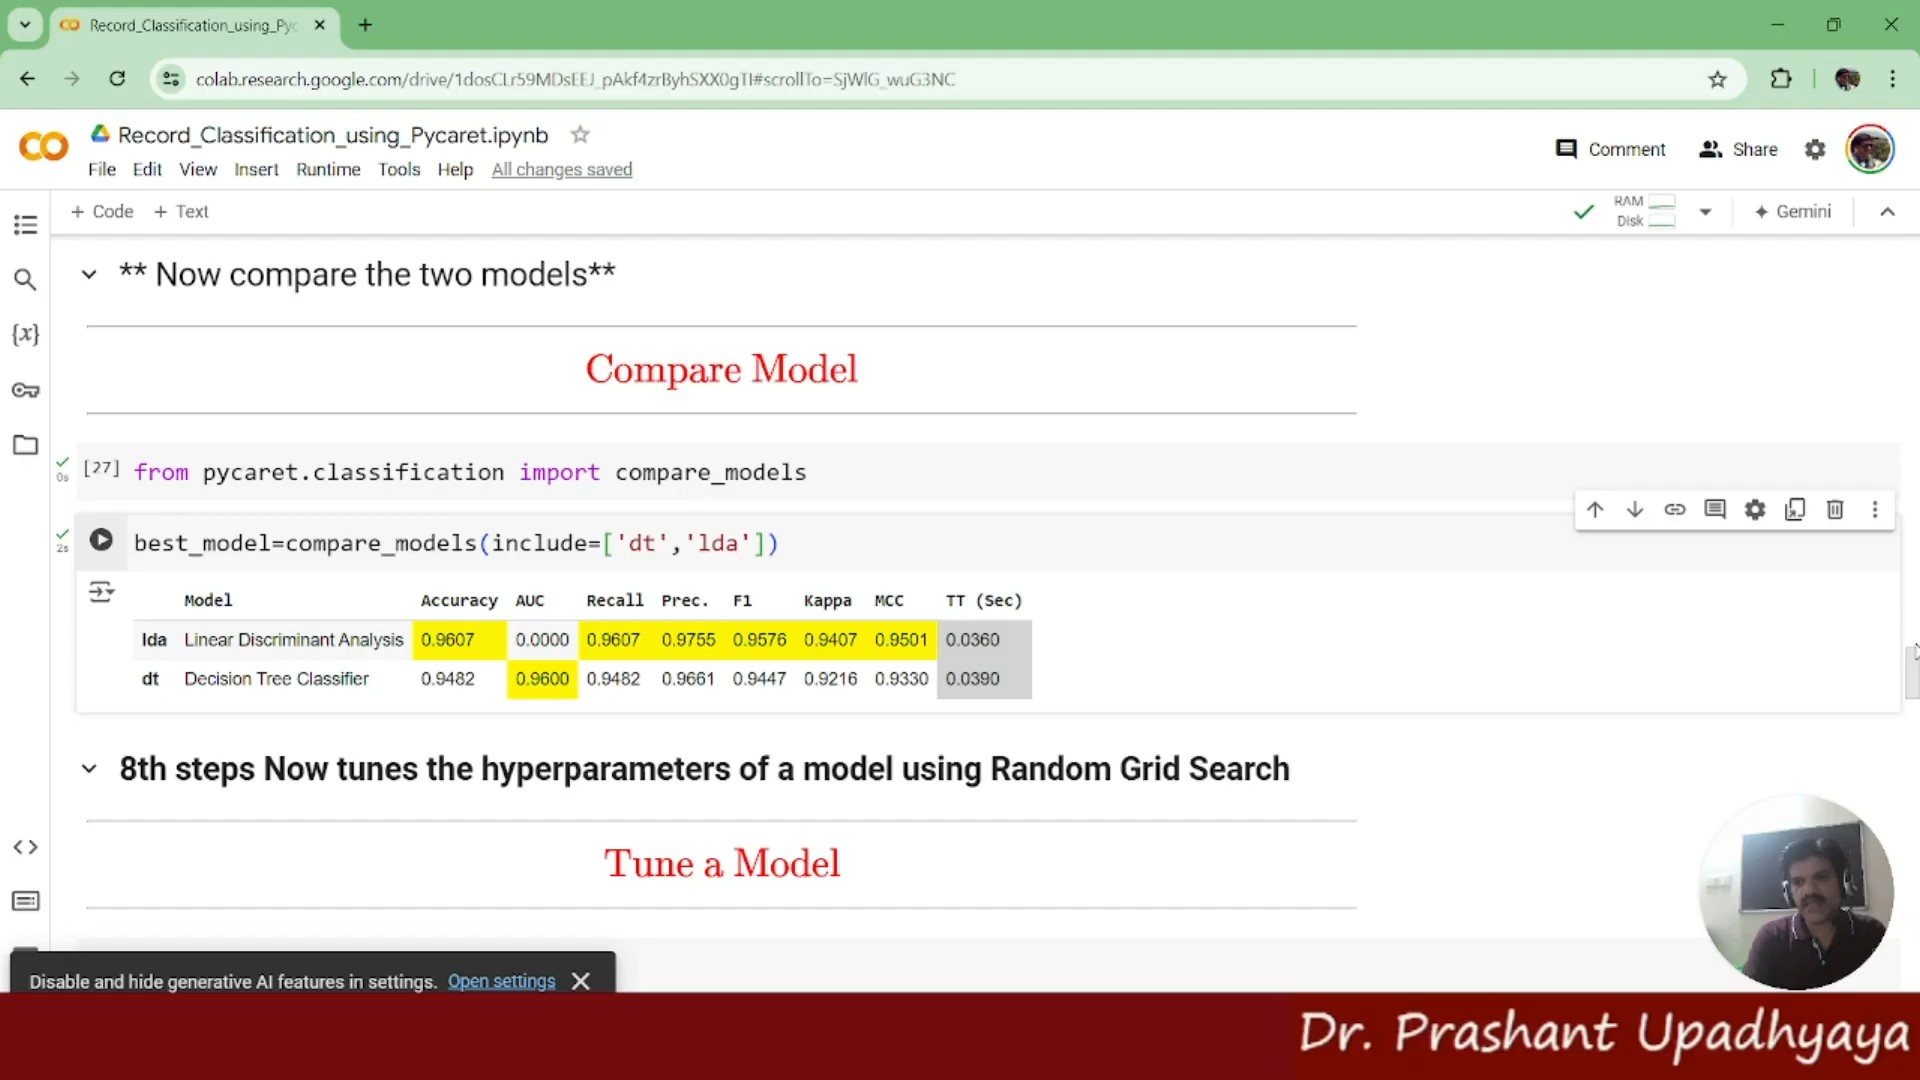 Record_Classification_using_Pyc
colab.research.google.com/drive/1dosCLr59MDsEEJ_pAkf4zrByhSXX0gTI#scrollTo=SjWlG_wuG3NC
Record_Classification_using_Pycaret.ipynb
Comment
Share
File Edit View Insert Runtime Tools Help All changes saved
+ Code + Text
RAM
Disk
Gemini
** Now compare the two models**
Compare Model
0s
[27] from pycaret.classification import compare_models
2s
best_model=compare_models(include=['dt','lda'])
Model Accuracy AUC Recall Prec. F1 Kappa MCC TT (Sec)
lda Linear Discriminant Analysis 0.9607 0.0000 0.9607 0.9755 0.9576 0.9407 0.9501 0.0360
dt Decision Tree Classifier 0.9482 0.9600 0.9482 0.9661 0.9447 0.9216 0.9330 0.0390
8th steps Now tunes the hyperparameters of a model using Random Grid Search
Tune a Model
Disable and hide generative AI features in settings. Open settings
Dr. Prashant Upadhyaya